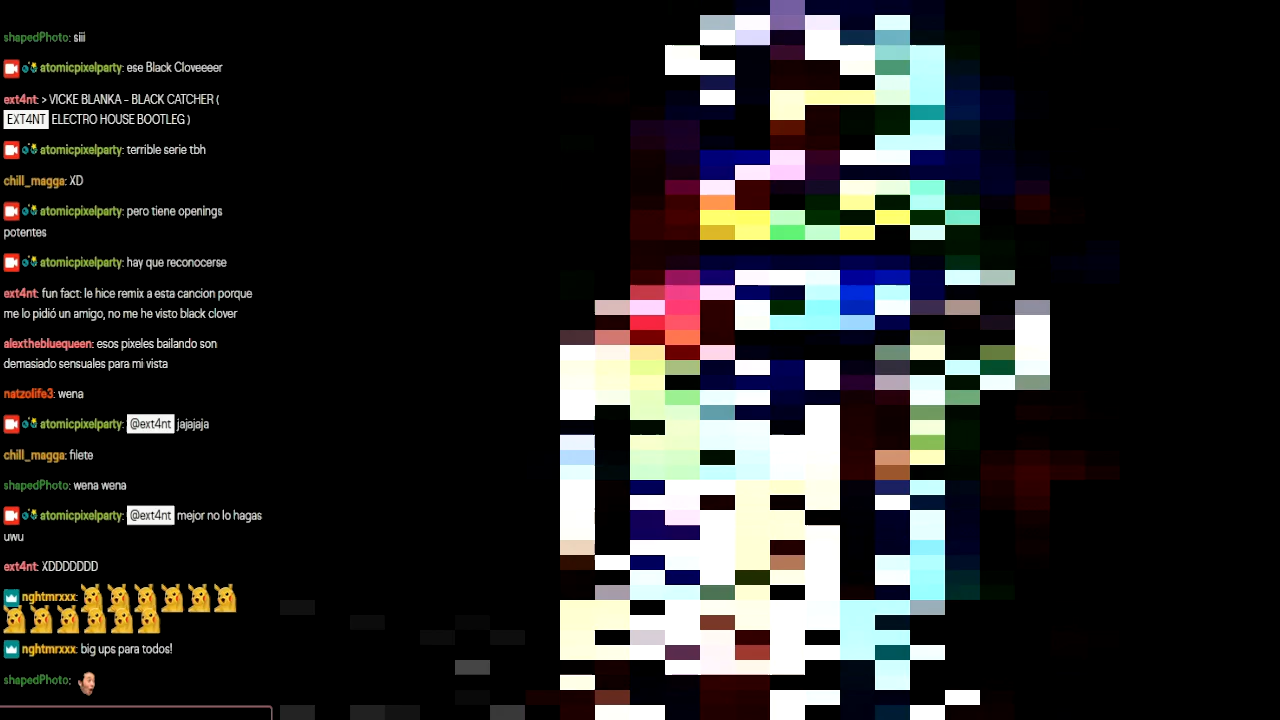 shapedPhoto: siii
atomicpixelparty: ese Black Cloveeeer
ext4nt: > VICKE BLANKA - BLACK CATCHER (
EXT4NT ELECTRO HOUSE BOOTLEG )
atomicpixelparty: terrible serie tbh
chill_magga: XD
atomicpixelparty: pero tiene openings
potentes
atomicpixelparty: hay que reconocerse
ext4nt: fun fact: le hice remix a esta cancion porque
me lo pidió un amigo, no me he visto black clover
alexthebluequeen: esos pixeles bailando son
demasiado sensuales para mi vista
natzolife3: wena
atomicpixelparty: @ext4nt jajajaja
chill_magga: filete
shapedPhoto: wena wena
atomicpixelparty: @ext4nt mejor no lo hagas
uwu
ext4nt: XDDDDDDD
nghtmrxxx:
nghtmrxxx: big ups para todos!
shapedPhoto: